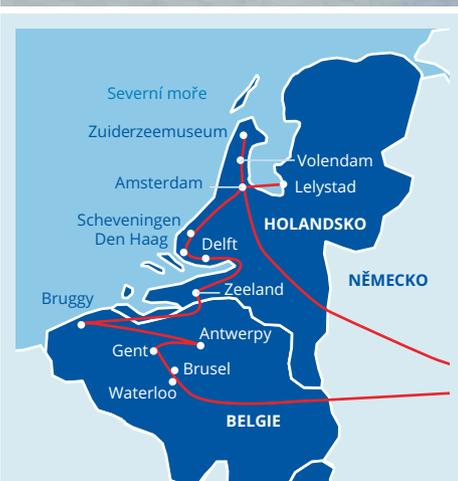 Severní moře
Zuiderzeemuseum
Volendam
Amsterdam
Lelystad
Scheveningen
Den Haag
HOLANDSKO
Delft
NĚMECKO
Zeeland
Bruggy
Antwerpy
Gent
Brusel
Waterloo
BELGIE